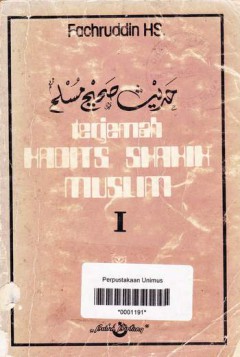 Fachruddin HS.
حديث صحيح مسلم
terjemah
HADITS SHAHIH
MUSLIM
I
Perpustakaan Unimus
*0001191*